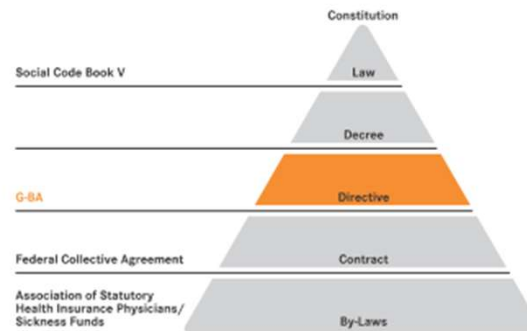 Constitution
Social Code Book V
Law
Decree
G-BA
Directive
Federal Collective Agreement
Contract
Association of Statutory
Health Insurance Physicians/
Sickness Funds
By-Laws